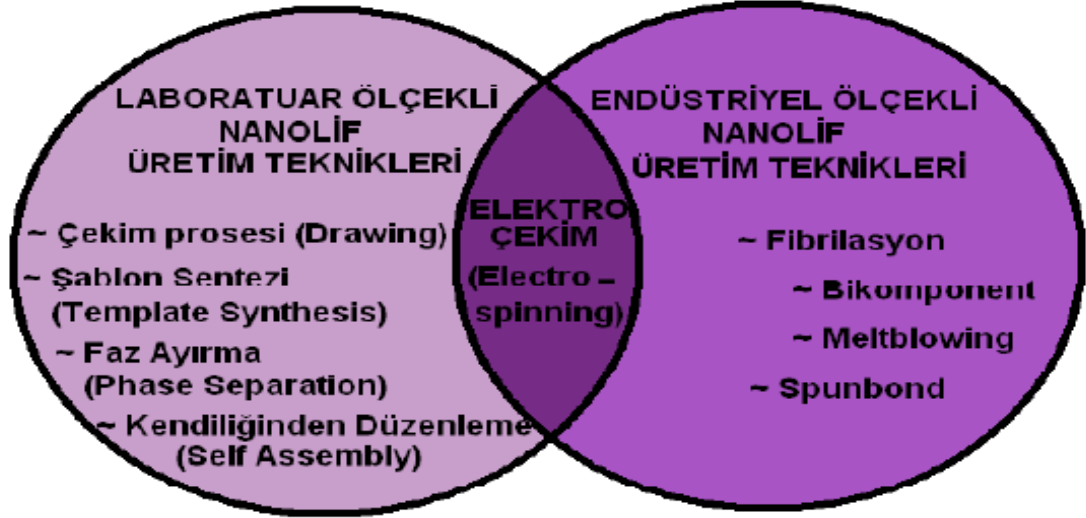 LABORATUAR ÖLÇEKLİ
NANOLİF
ÜRETİM TEKNİKLERİ
~ Çekim prosesi (Drawing)
~ Şablon Sentezi
(Template Synthesis)
~ Faz Ayırma
(Phase Separation)
~ Kendiliğinden Düzenleme
(Self Assembly)
ELEKTRO
ÇEKİM
(Electro –
spinning)
ENDÜSTRİYEL ÖLÇEKLİ
NANOLİF
ÜRETİM TEKNİKLERİ
~ Fibrilasyon
~ Bikomponent
~ Meltblowing
~ Spunbond